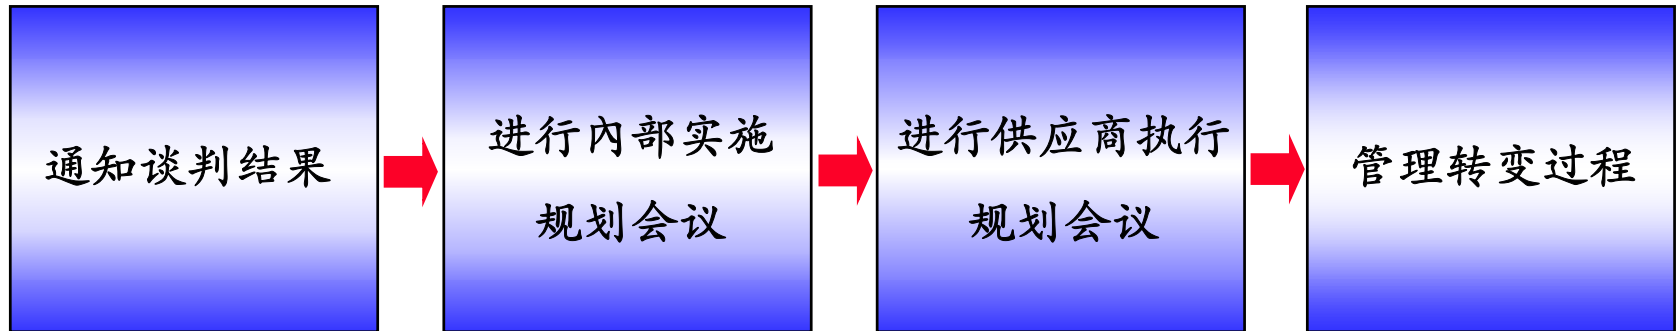 通知谈判结果
进行内部实施
规划会议
进行供应商执行
规划会议
管理转变过程